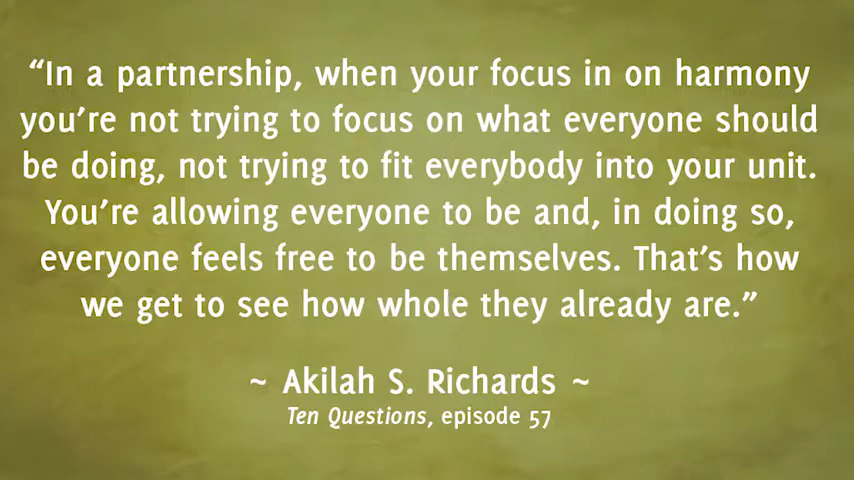 “In a partnership, when your focus in on harmony
you’re not trying to focus on what everyone should
be doing, not trying to fit everybody into your unit.
You’re allowing everyone to be and, in doing so,
everyone feels free to be themselves. That’s how
we get to see how whole they already are.”
~ Akilah S. Richards ~
Ten Questions, episode 57